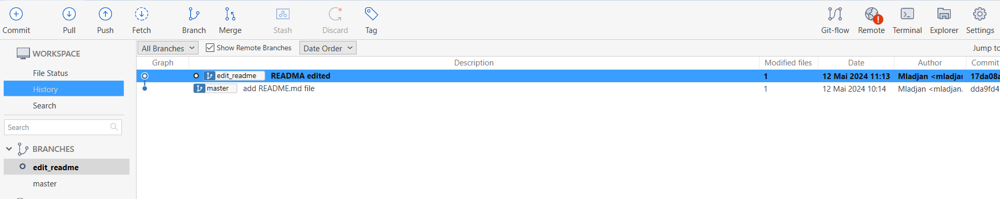 Commit Pull Push Fetch Branch Merge Stash Discard Tag Git-flow Remote Terminal Explorer Settings
WORKSPACE
File Status
History
Search
Search
BRANCHES
edit_readme
master
All Branches Show Remote Branches Date Order Jump to
Graph Description Modified files Date Author Commit
edit_readme READMA edited 1 12 Mai 2024 11:13 Mladjan <mladjan 17da08a
master add README.md file 1 12 Mai 2024 10:14 Mladjan <mladjan. dda9fd4